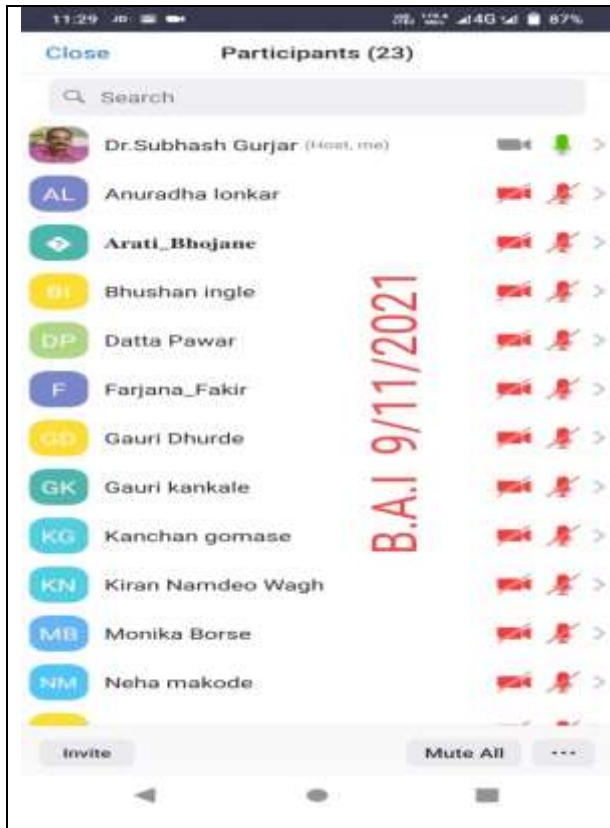 11:29
4G 87%
Close Participants (23)
Search
Dr.Subhash Gurjar (Host, me)
AL Anuradha lonkar
Arati_Bhojane
BI Bhushan ingle
DP Datta Pawar
F Farjana_Fakir
GD Gauri Dhurde
GK Gauri kankale
KG Kanchan gomase
KN Kiran Namdeo Wagh
MB Monika Borse
NM Neha makode
B.A.I 9/11/2021
Invite Mute All ...